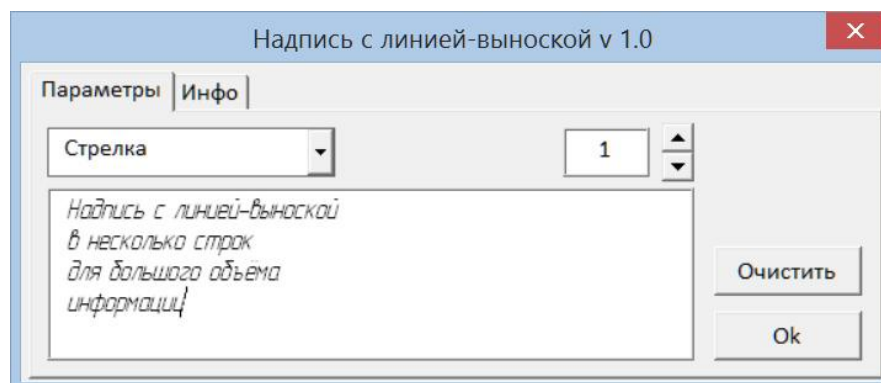 Надпись с линией-выноской v 1.0
Параметры Инфо
Стрелка 1
Надпись с линией-выноской
в несколько строк
для большого объёма
информации
Очистить
Ok